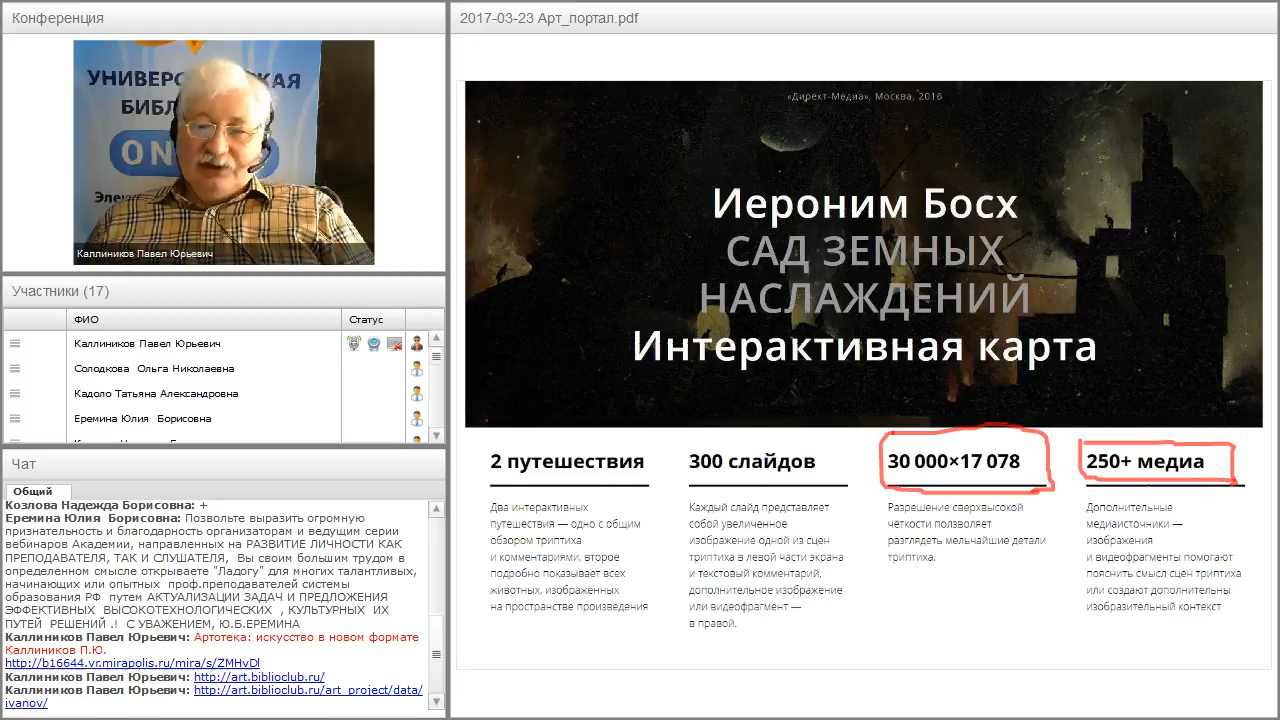 Конференция
УНИВЕРС
СКАЯ
БИБЛ
ON
Каллиников Павел Юрьевич
Участники (17)
ФИО
Статус
Каллиников Павел Юрьевич
Солодкова Ольга Николаевна
Кадоло Татьяна Александровна
Еремина Юлия Борисовна
Чат
Общий
Козлова Надежда Борисовна: +
Еремина Юлия Борисовна: Позвольте выразить огромную
признательность и благодарность организаторам и ведущим серии
вебинаров Академии, направленных на РАЗВИТИЕ ЛИЧНОСТИ КАК
ПРЕПОДАВАТЕЛЯ, ТАК И СЛУШАТЕЛЯ, Вы своим большим трудом в
определенном смысле открываете "Ладогу" для многих талантливых,
начинающих или опытных проф.преподавателей системы
образования РФ путем АКТУАЛИЗАЦИИ ЗАДАЧ И ПРЕДЛОЖЕНИЯ
ЭФФЕКТИВНЫХ ВЫСОКОТЕХНОЛОГИЧЕСКИХ , КУЛЬТУРНЫХ ИХ
ПУТЕЙ РЕШЕНИЙ .! С УВАЖЕНИЕМ, Ю.Б.ЕРЕМИНА
Каллиников Павел Юрьевич: Артотека: искусство в новом формате
Каллиников П.Ю.
http://b16644.vr.mirapolis.ru/mira/s/ZMHvDl
Каллиников Павел Юрьевич: http://art.biblioclub.ru/
Каллиников Павел Юрьевич: http://art.biblioclub.ru/art_project/data/
ivanov/
2017-03-23 Арт_портал.pdf
«Директ-Медиа», Москва, 2016
Иероним Босх
САД ЗЕМНЫХ
НАСЛАЖДЕНИЙ
Интерактивная карта
2 путешествия
Два интерактивных
путешествия — одно с общим
обзором триптиха
и комментариями, второе
подробно показывает всех
животных, изображенных
на пространстве произведения
300 слайдов
Каждый слайд представляет
собой увеличенное
изображение одной из сцен
триптиха в левой части экрана
и текстовый комментарий,
дополнительное изображение
или видеофрагмент —
в правой.
30 000×17 078
Разрешение сверхвысокой
чёткости ползволяет
разглядеть мельчайшие детали
триптиха.
250+ медиа
Дополнительные
медиаисточники —
изображения
и видеофрагменты помогают
пояснить смысл сцен триптиха
или создают дополнительны
изобразительный контекст